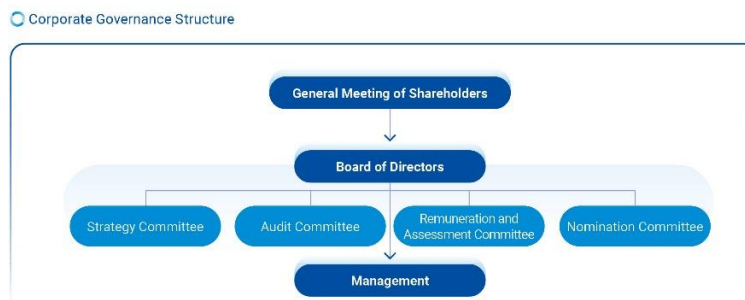 Corporate Governance Structure
General Meeting of Shareholders
Board of Directors
Strategy Committee
Audit Committee
Remuneration and
Assessment Committee
Nomination Committee
Management